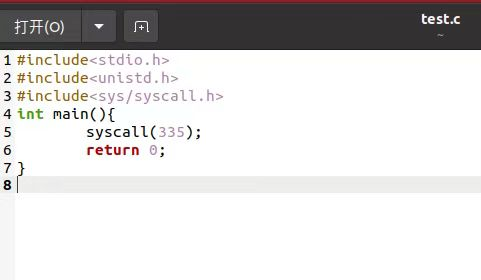 打开(O)
test.c
~
1 #include<stdio.h>
2 #include<unistd.h>
3 #include<sys/syscall.h>
4 int main(){
5         syscall(335);
6         return 0;
7 }
8